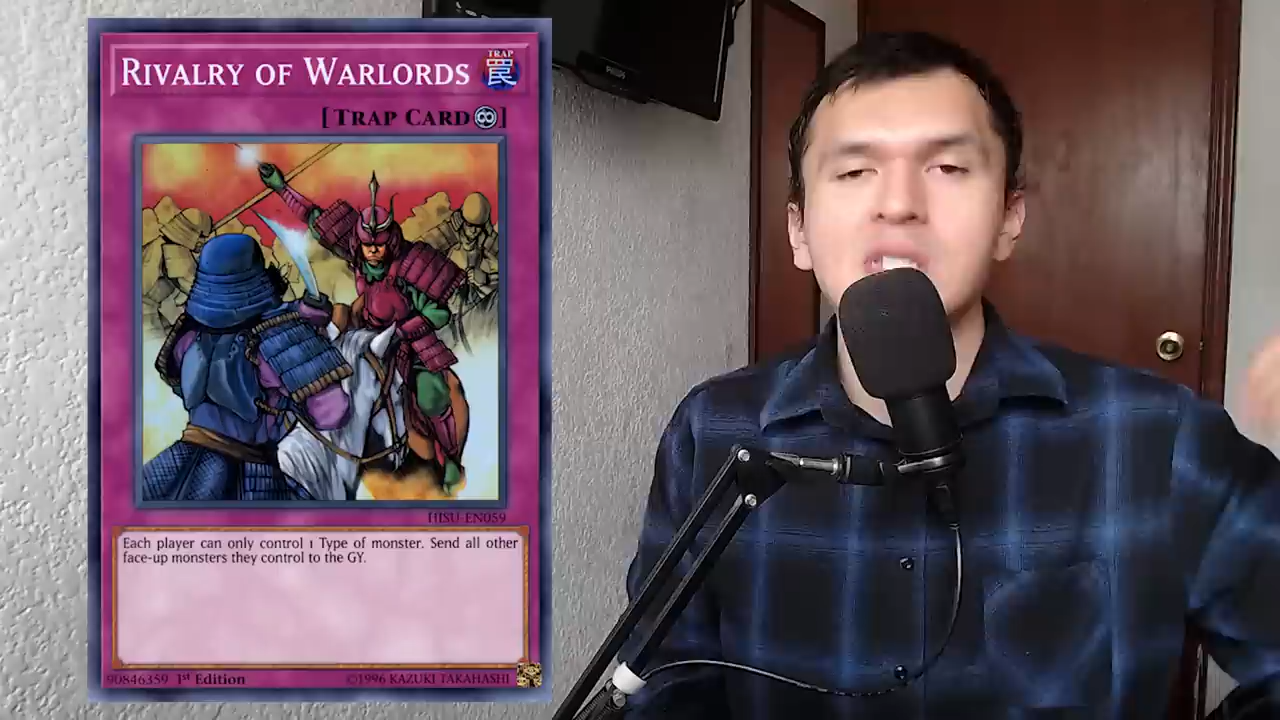 PHILIPS
RIVALRY OF WARLORDS
TRAP
罠
[TRAP CARD∞]
HISU-EN059
Each player can only control 1 Type of monster. Send all other
face-up monsters they control to the GY.
90846359 1st Edition
©1996 KAZUKI TAKAHASHI